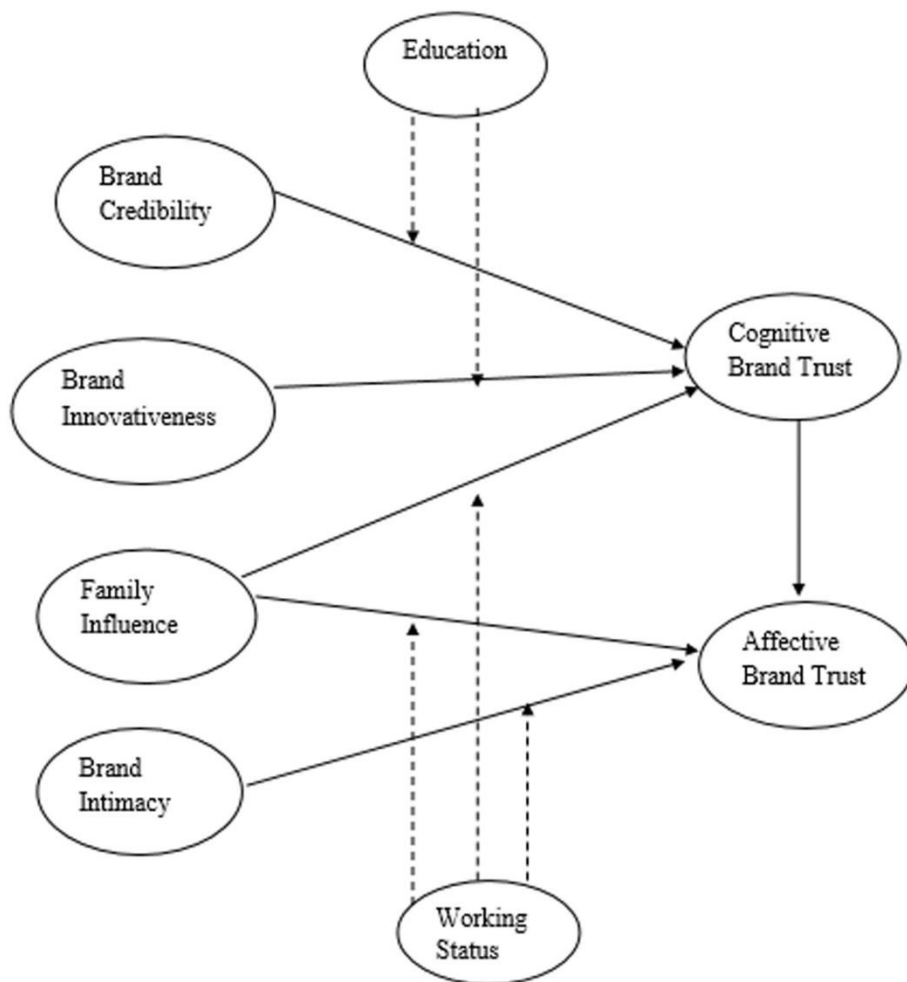 Education
Brand
Credibility
Cognitive
Brand Trust
Brand
Innovativeness
Family
Influence
Affective
Brand Trust
Brand
Intimacy
Working
Status